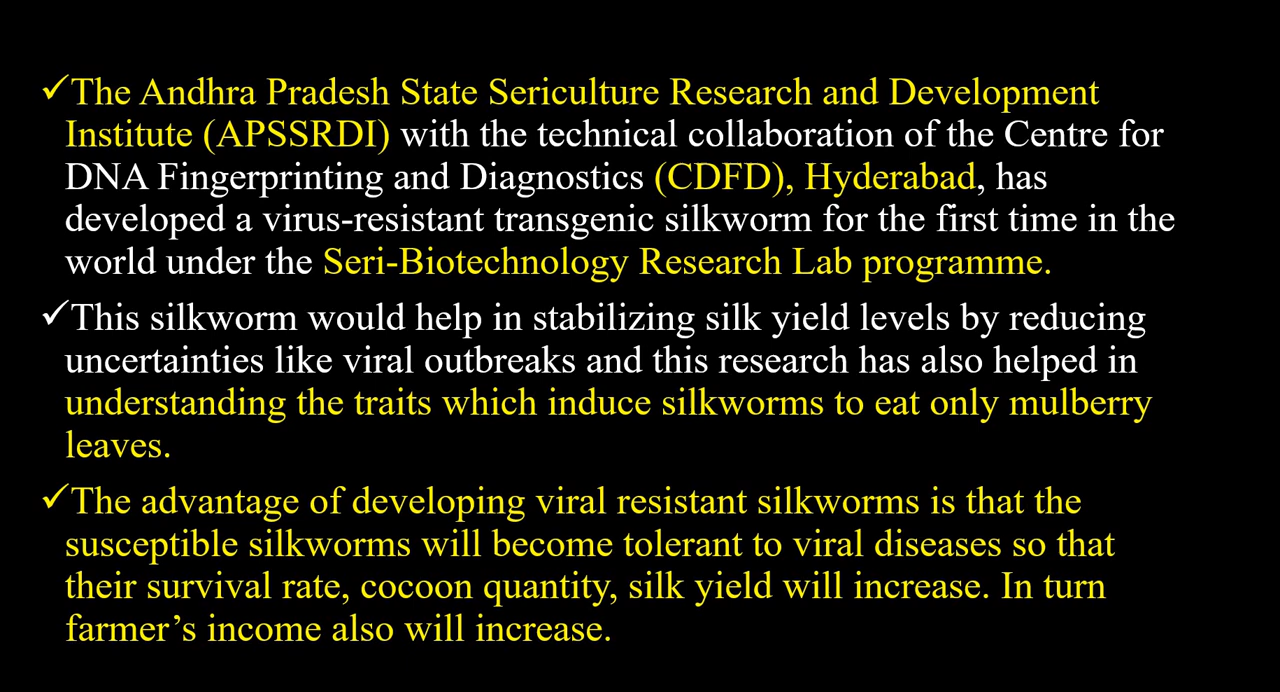 ✓The Andhra Pradesh State Sericulture Research and Development
Institute (APSSRDI) with the technical collaboration of the Centre for
DNA Fingerprinting and Diagnostics (CDFD), Hyderabad, has
developed a virus-resistant transgenic silkworm for the first time in the
world under the Seri-Biotechnology Research Lab programme.
✓This silkworm would help in stabilizing silk yield levels by reducing
uncertainties like viral outbreaks and this research has also helped in
understanding the traits which induce silkworms to eat only mulberry
leaves.
✓The advantage of developing viral resistant silkworms is that the
susceptible silkworms will become tolerant to viral diseases so that
their survival rate, cocoon quantity, silk yield will increase. In turn
farmer’s income also will increase.